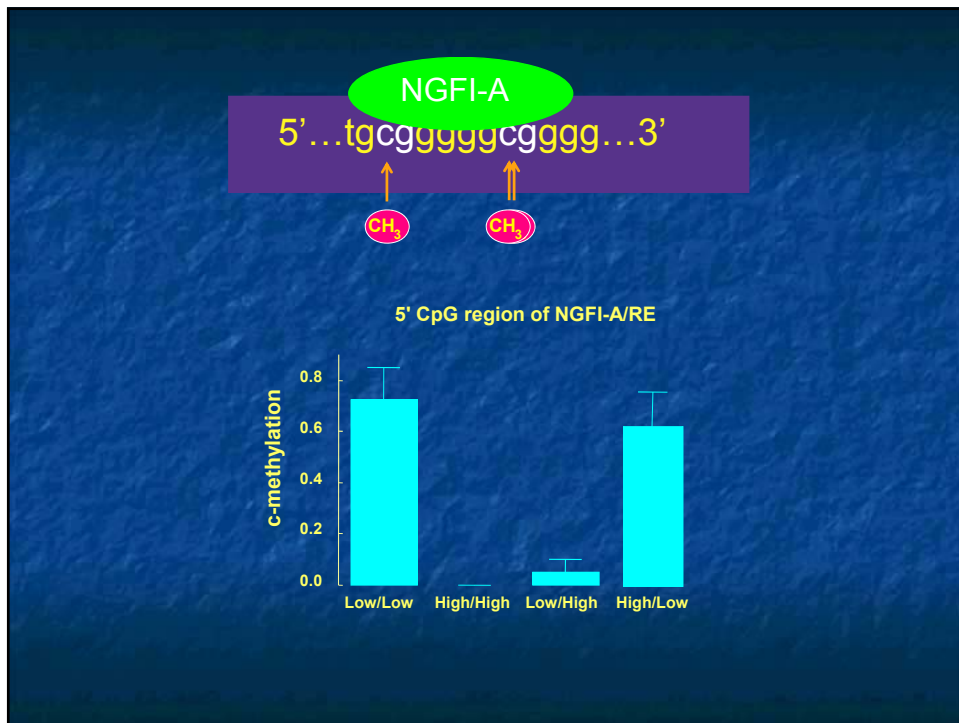 NGFI-A
5’…tgcggggggcgggg…3’
CH3
CH3
5' CpG region of NGFI-A/RE
c-methylation
0.8
0.6
0.4
0.2
0.0
Low/Low
High/High
Low/High
High/Low